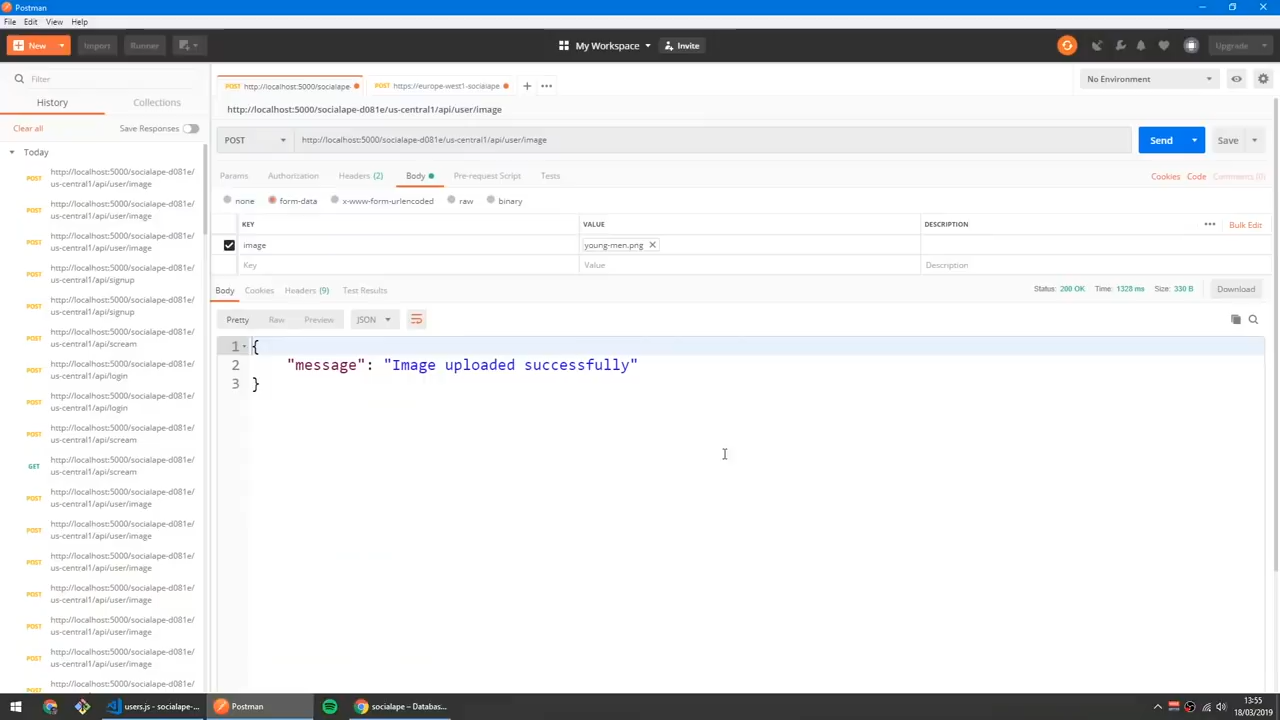 Postman
File Edit View Help
New Import Runner My Workspace Invite Upgrade
Filter
History Collections
Clear all Save Responses
Today
POST http://localhost:5000/socialape-d081e/
us-central1/api/user/image
POST http://localhost:5000/socialape-d081e/
us-central1/api/user/image
POST http://localhost:5000/socialape-d081e/
us-central1/api/user/image
POST http://localhost:5000/socialape-d081e/
us-central1/api/signup
POST http://localhost:5000/socialape-d081e/
us-central1/api/signup
POST http://localhost:5000/socialape-d081e/
us-central1/api/scream
POST http://localhost:5000/socialape-d081e/
us-central1/api/login
POST http://localhost:5000/socialape-d081e/
us-central1/api/login
POST http://localhost:5000/socialape-d081e/
us-central1/api/scream
GET http://localhost:5000/socialape-d081e/
us-central1/api/scream
POST http://localhost:5000/socialape-d081e/
us-central1/api/user/image
POST http://localhost:5000/socialape-d081e/
us-central1/api/user/image
POST http://localhost:5000/socialape-d081e/
us-central1/api/user/image
POST http://localhost:5000/socialape-d081e/
us-central1/api/user/image
POST http://localhost:5000/socialape-d081e/
us-central1/api/user/image
POST http://localhost:5000/socialape-d081e/
us-central1/api/user/image
POST http://localhost:5000/socialape-d081e/
POST http://localhost:5000/socialape- POST https://europe-west1-socialape No Environment
http://localhost:5000/socialape-d081e/us-central1/api/user/image
POST http://localhost:5000/socialape-d081e/us-central1/api/user/image Send Save
Params Authorization Headers (2) Body Pre-request Script Tests Cookies Code Comments (0)
none form-data x-www-form-urlencoded raw binary
KEY VALUE DESCRIPTION Bulk Edit
image young-men.png
Key Value Description
Body Cookies Headers (9) Test Results Status: 200 OK Time: 1328 ms Size: 330 B Download
Pretty Raw Preview JSON
1 {
2 "message": "Image uploaded successfully"
3 }
users.js - socialape-... Postman socialape – Databas... 13:55
18/03/2019